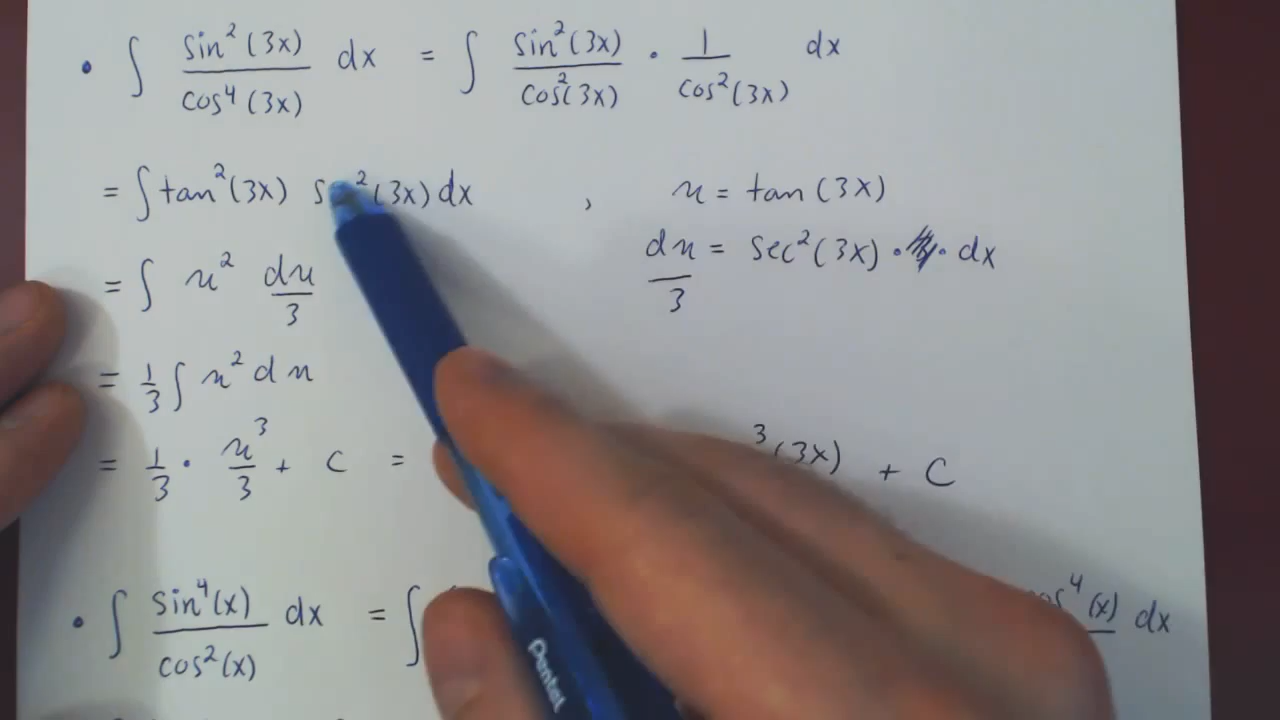 • ∫ sin²(3x)/cos⁴(3x) dx = ∫ sin²(3x)/cos²(3x) · 1/cos²(3x) dx
= ∫ tan²(3x) s ²(3x) dx , u = tan(3x)
du/3 = sec²(3x) · · dx
= ∫ u² du/3
= 1/3 ∫ u² du
= 1/3 · u³/3 + C = ³(3x) + C
• ∫ sin⁴(x)/cos²(x) dx = ∫ ⁴(x) dx
Pentel